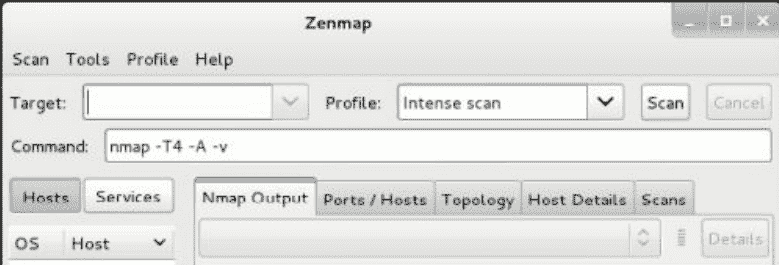 Zenmap
Scan Tools Profile Help
Target: Profile: Intense scan Scan Cancel
Command: nmap -T4 -A -v
Hosts Services Nmap Output Ports / Hosts Topology Host Details Scans
OS Host Details